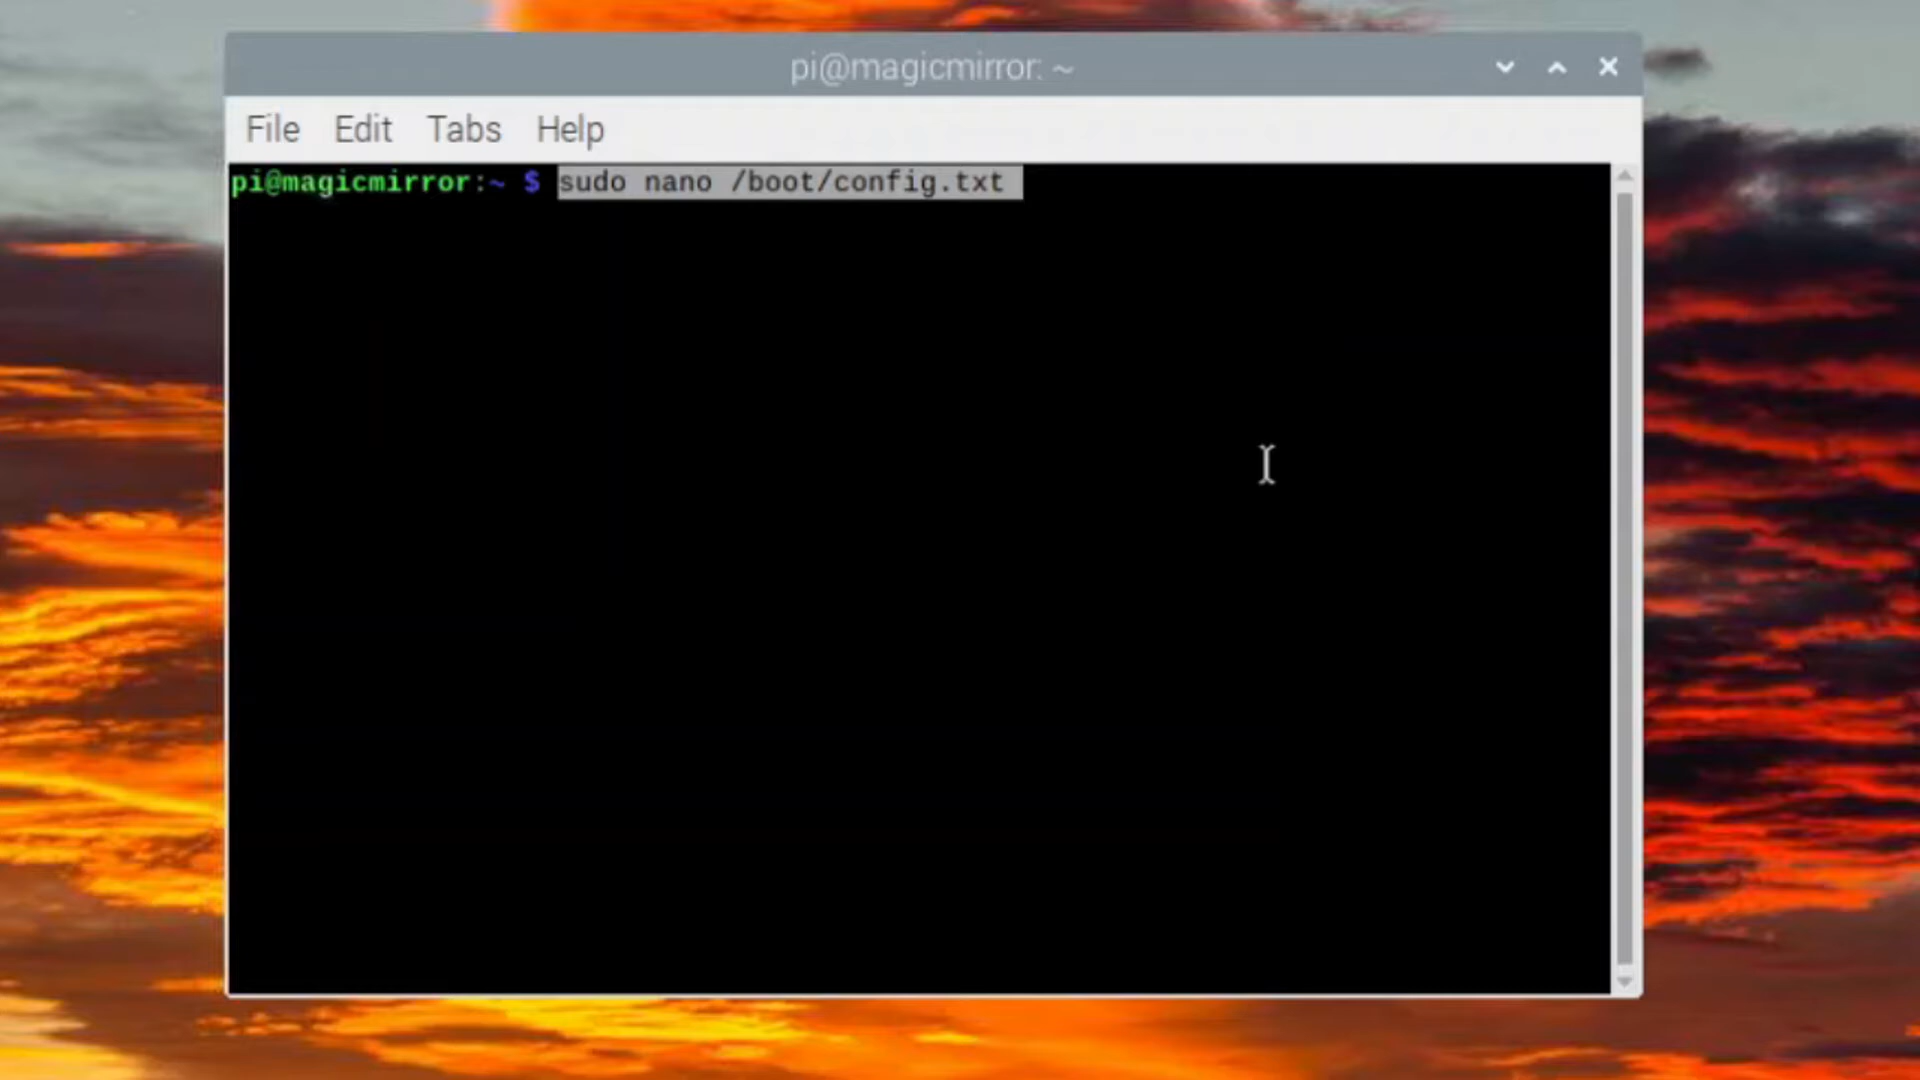 pi@magicmirror: ~
File Edit Tabs Help
pi@magicmirror:~ $ sudo nano /boot/config.txt